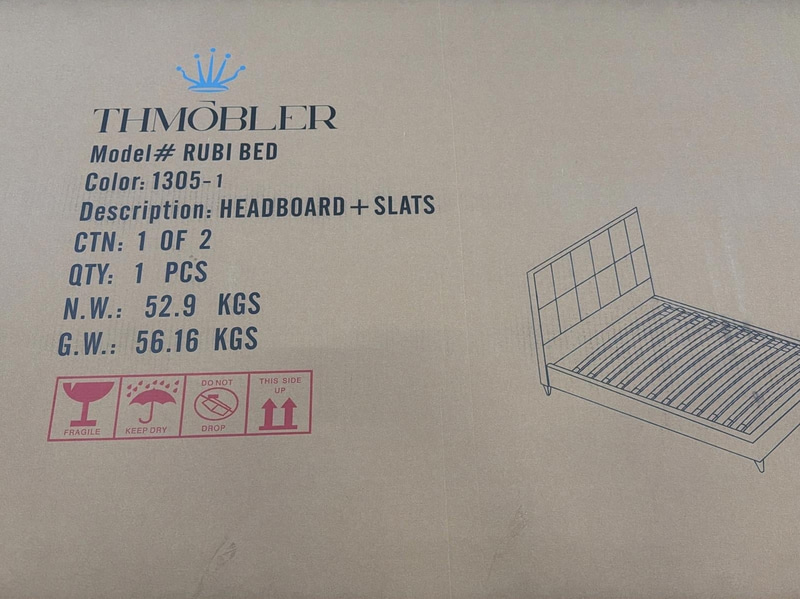 THMŌBLER
Model# RUBI BED
Color: 1305-1
Description: HEADBOARD+SLATS
CTN: 1 OF 2
QTY: 1 PCS
N.W.: 52.9 KGS
G.W.: 56.16 KGS
FRAGILE
KEEP DRY
DO NOT
DROP
THIS SIDE
UP